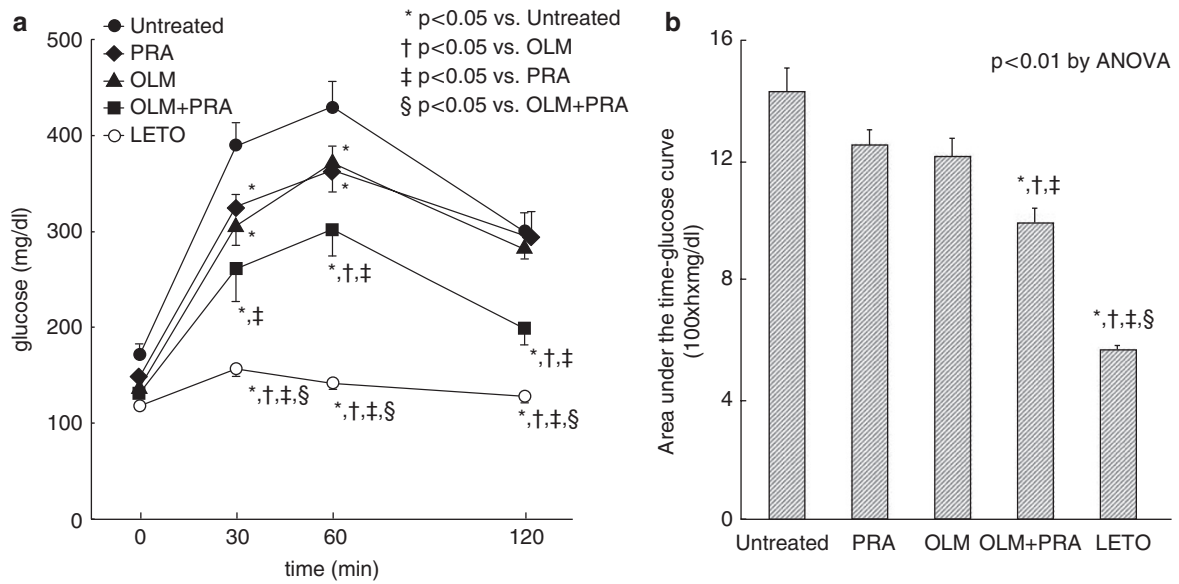 a
Untreated
PRA
OLM
OLM+PRA
LETO
* p<0.05 vs. Untreated
† p<0.05 vs. OLM
‡ p<0.05 vs. PRA
§ p<0.05 vs. OLM+PRA
glucose (mg/dl)
500
400
300
200
100
0
*
*
*
*
*,‡
*,†,‡
*,†,‡
*,†,‡,§
*,†,‡,§
*,†,‡,§
0
30
60
120
time (min)
b
p<0.01 by ANOVA
Area under the time-glucose curve
(100xhxmg/dl)
16
12
8
4
0
*,†,‡
*,†,‡,§
Untreated
PRA
OLM
OLM+PRA
LETO